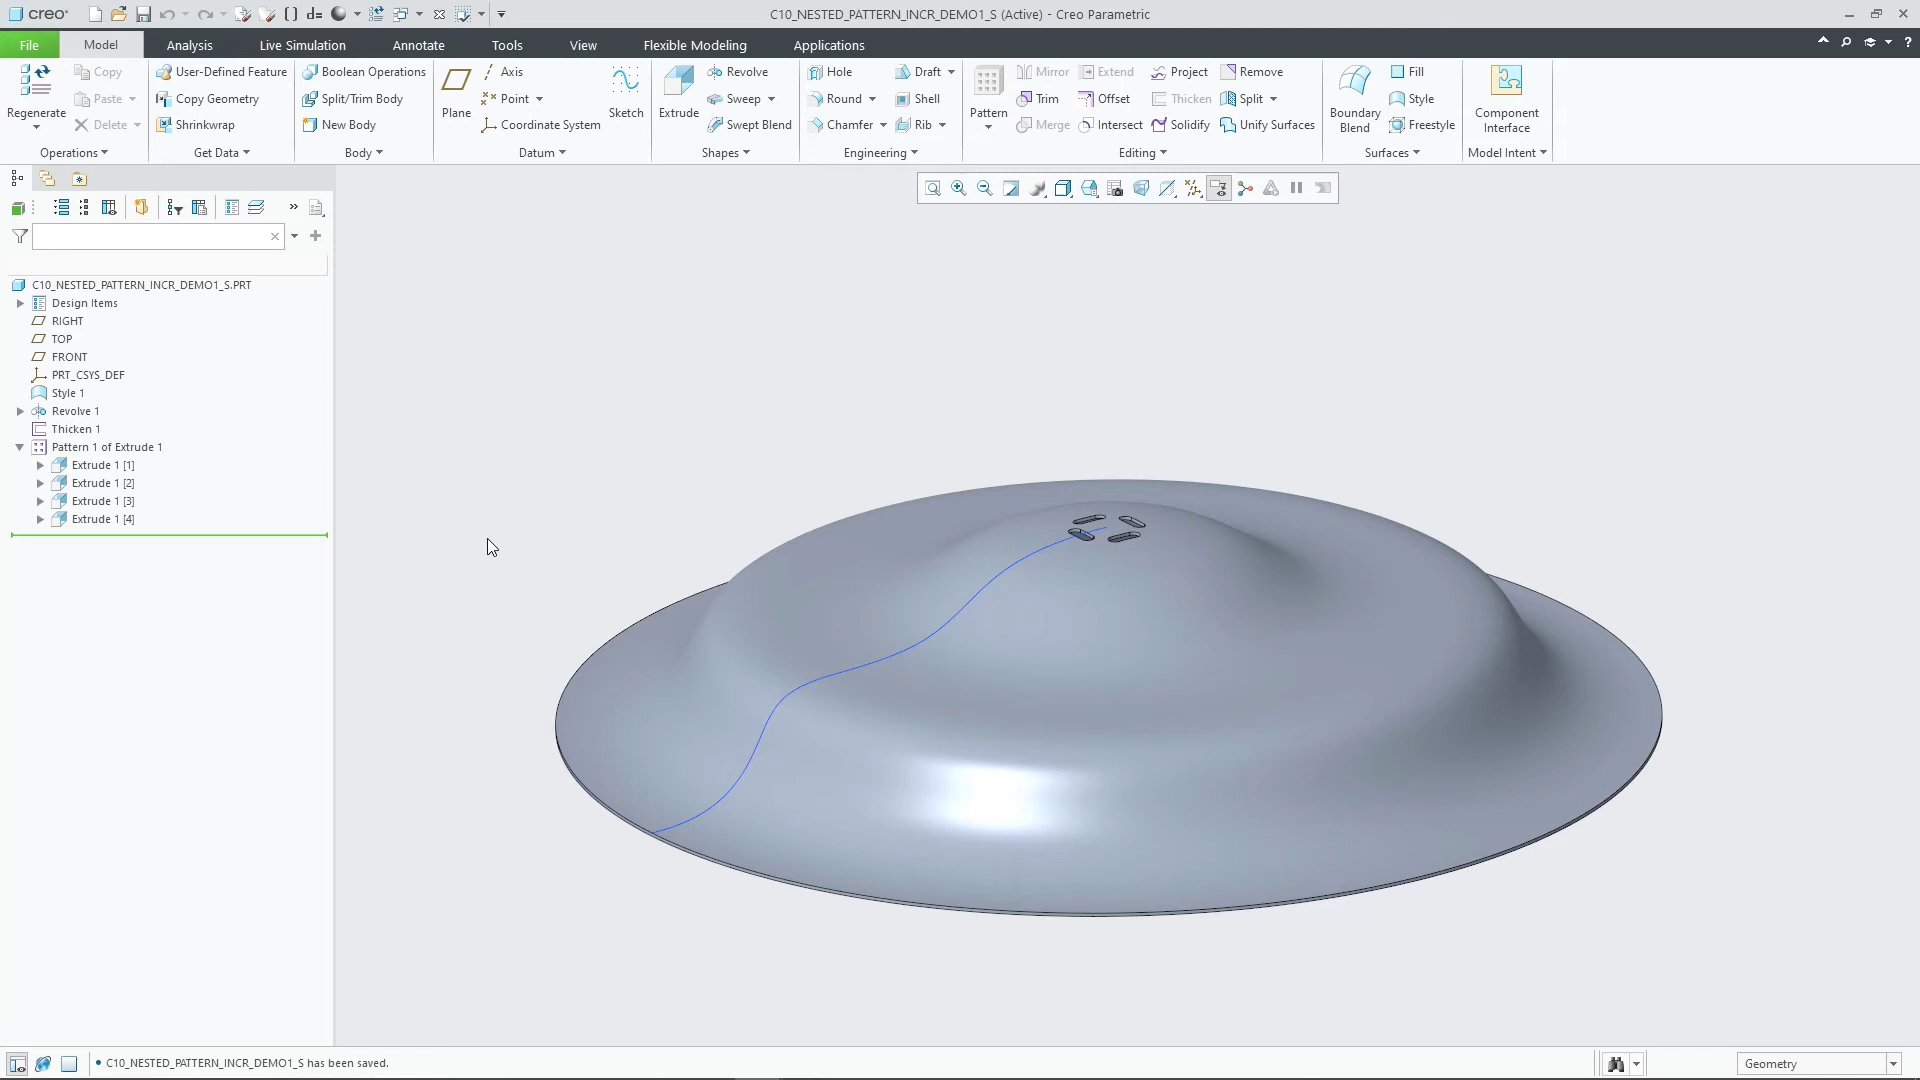 creo
d=
C10_NESTED_PATTERN_INCR_DEMO1_S (Active) - Creo Parametric
File Model Analysis Live Simulation Annotate Tools View Flexible Modeling Applications
?
Copy User-Defined Feature Boolean Operations Axis Revolve Hole Draft Mirror Extend Project Remove Fill
Paste Copy Geometry Split/Trim Body Point Sweep Round Shell Trim Offset Thicken Split Style
Regenerate Plane Sketch Extrude Pattern Boundary Blend Component Interface
Delete Shrinkwrap New Body Coordinate System Swept Blend Chamfer Rib Merge Intersect Solidify Unify Surfaces Freestyle
Operations Get Data Body Datum Shapes Engineering Editing Surfaces Model Intent
C10_NESTED_PATTERN_INCR_DEMO1_S.PRT
Design Items
RIGHT
TOP
FRONT
PRT_CSYS_DEF
Style 1
Revolve 1
Thicken 1
Pattern 1 of Extrude 1
Extrude 1 [1]
Extrude 1 [2]
Extrude 1 [3]
Extrude 1 [4]
• C10_NESTED_PATTERN_INCR_DEMO1_S has been saved.
Geometry